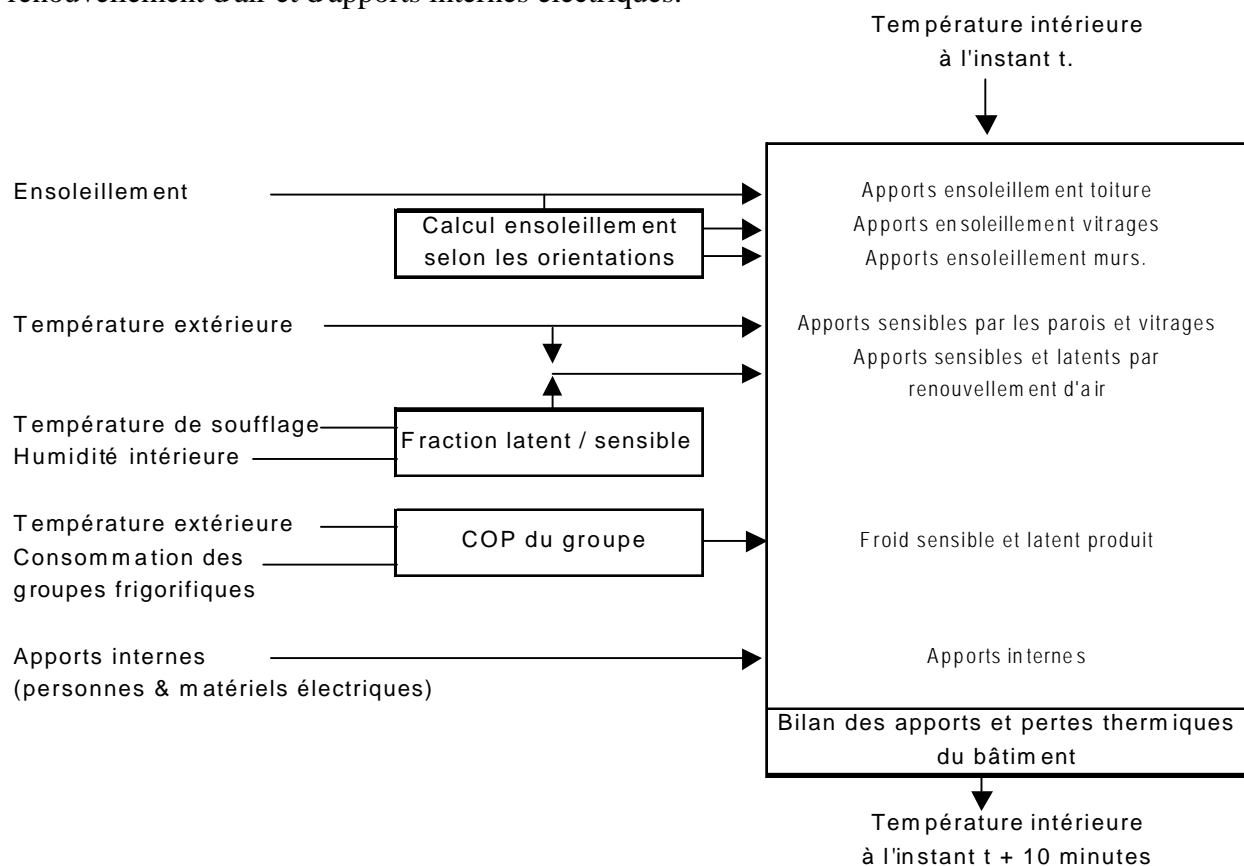 renouvellement d'air et d'apports internes électriques.
Température intérieure
à l'instant t.
Ensoleillement
Apports ensoleillement toiture
Calcul ensoleillement
selon les orientations
Apports ensoleillement vitrages
Apports ensoleillement murs.
Température extérieure
Apports sensibles par les parois et vitrages
Apports sensibles et latents par
renouvellement d'air
Température de soufflage
Humidité intérieure
Fraction latent / sensible
Température extérieure
Consommation des
groupes frigorifiques
COP du groupe
Froid sensible et latent produit
Apports internes
(personnes & matériels électriques)
Apports internes
Bilan des apports et pertes thermiques
du bâtiment
Température intérieure
à l'instant t + 10 minutes